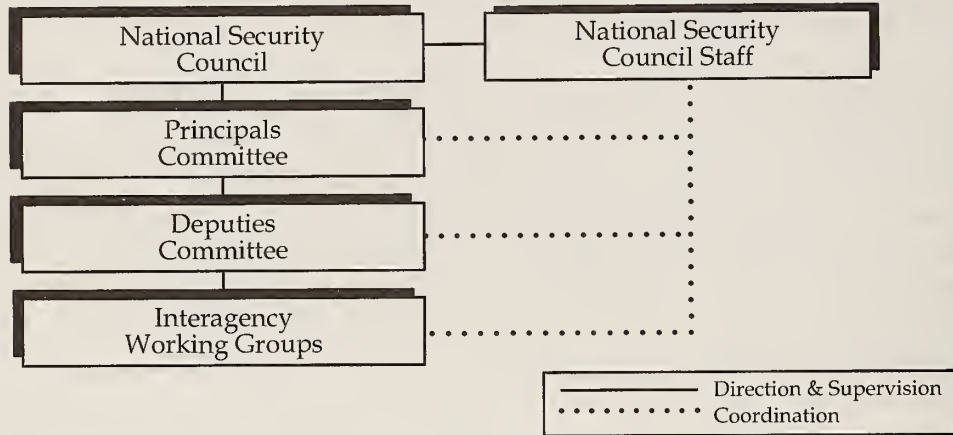 National Security
Council
National Security
Council Staff
Principals
Committee
Deputies
Committee
Interagency
Working Groups
Direction & Supervision
Coordination